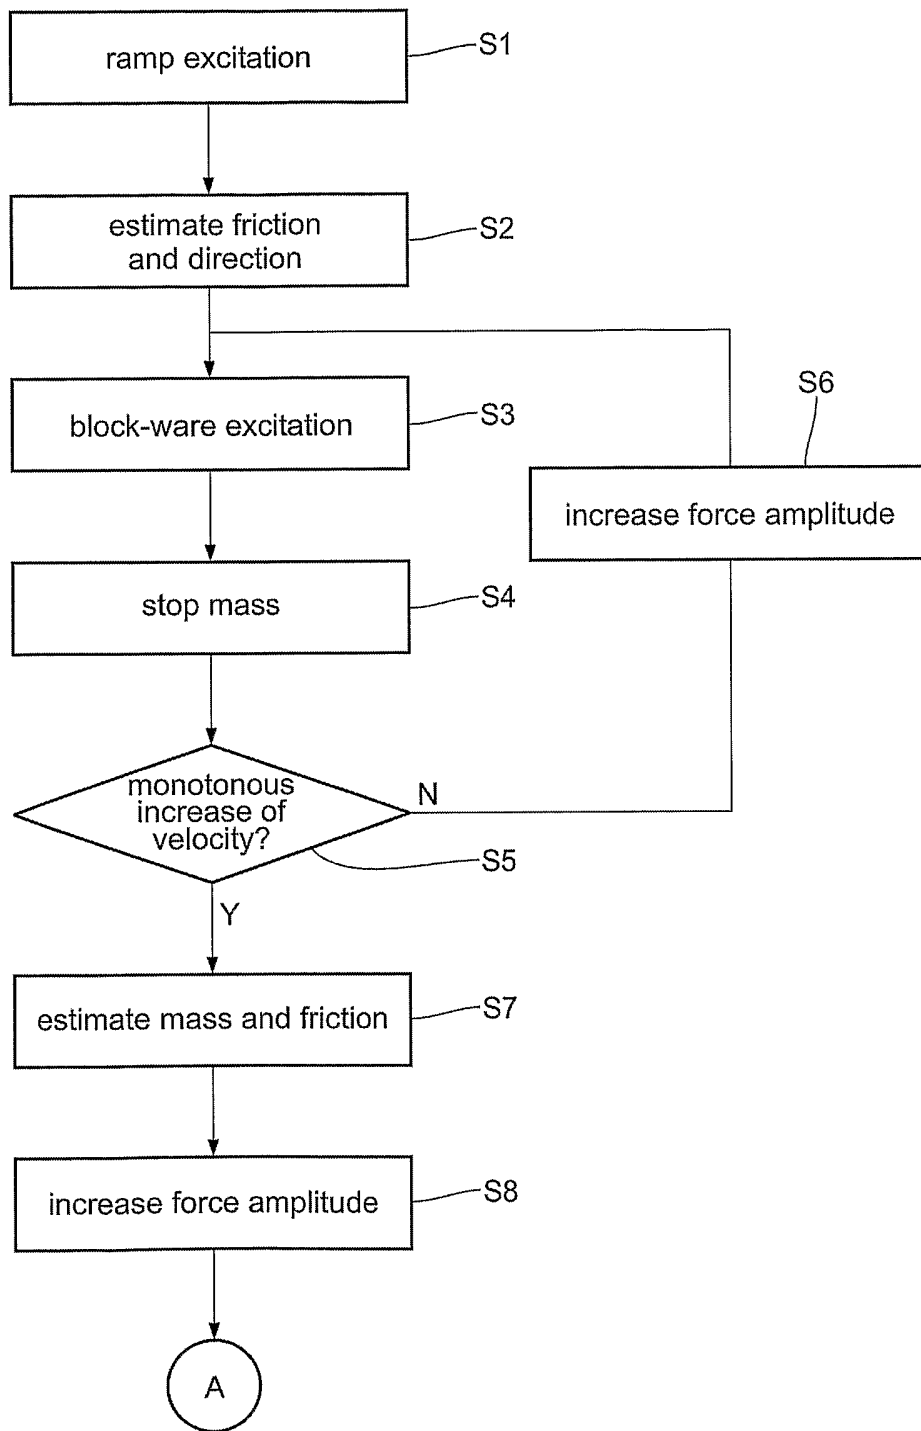 ramp excitation
S1
estimate friction
and direction
S2
block-ware excitation
S3
S6
increase force amplitude
stop mass
S4
monotonous
increase of
velocity?
N
S5
Y
estimate mass and friction
S7
increase force amplitude
S8
A